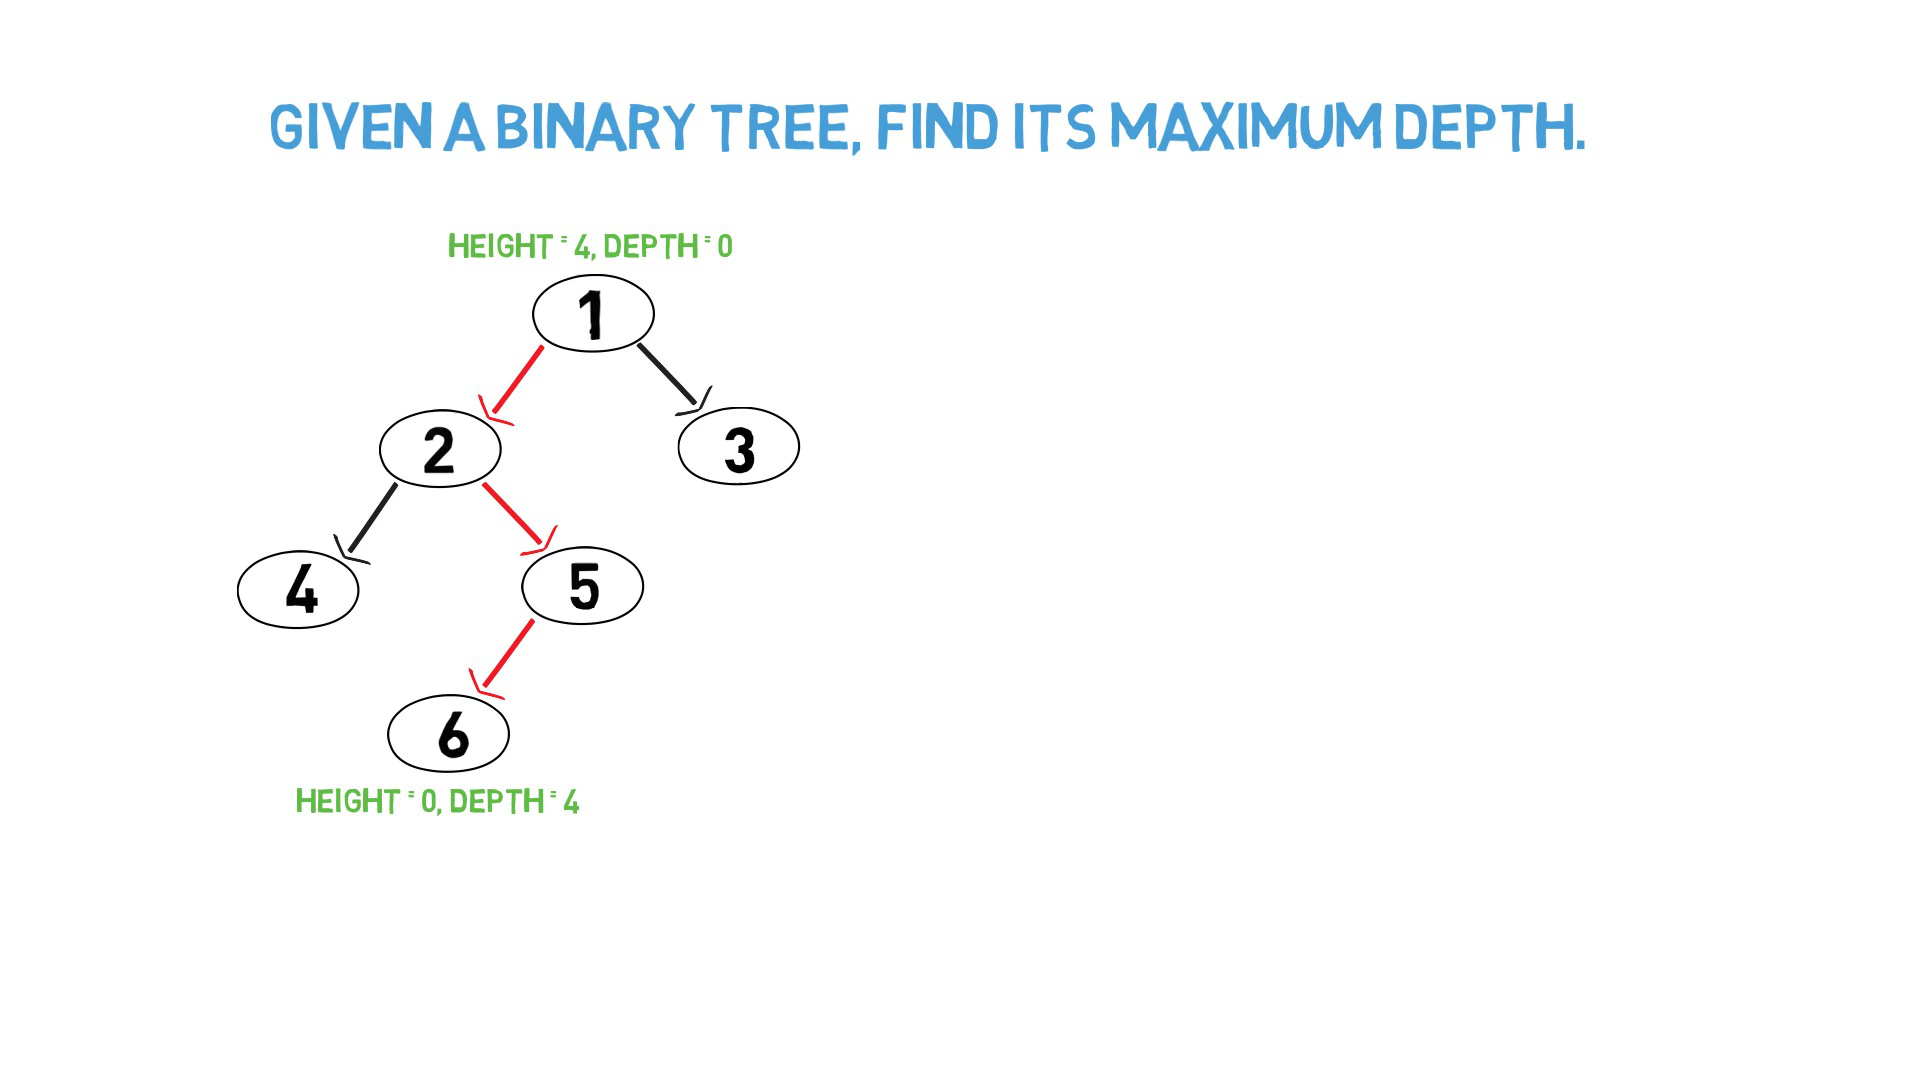 GIVEN A BINARY TREE, FIND ITS MAXIMUM DEPTH.
HEIGHT = 4, DEPTH = 0
1
2
3
4
5
6
HEIGHT = 0, DEPTH = 4